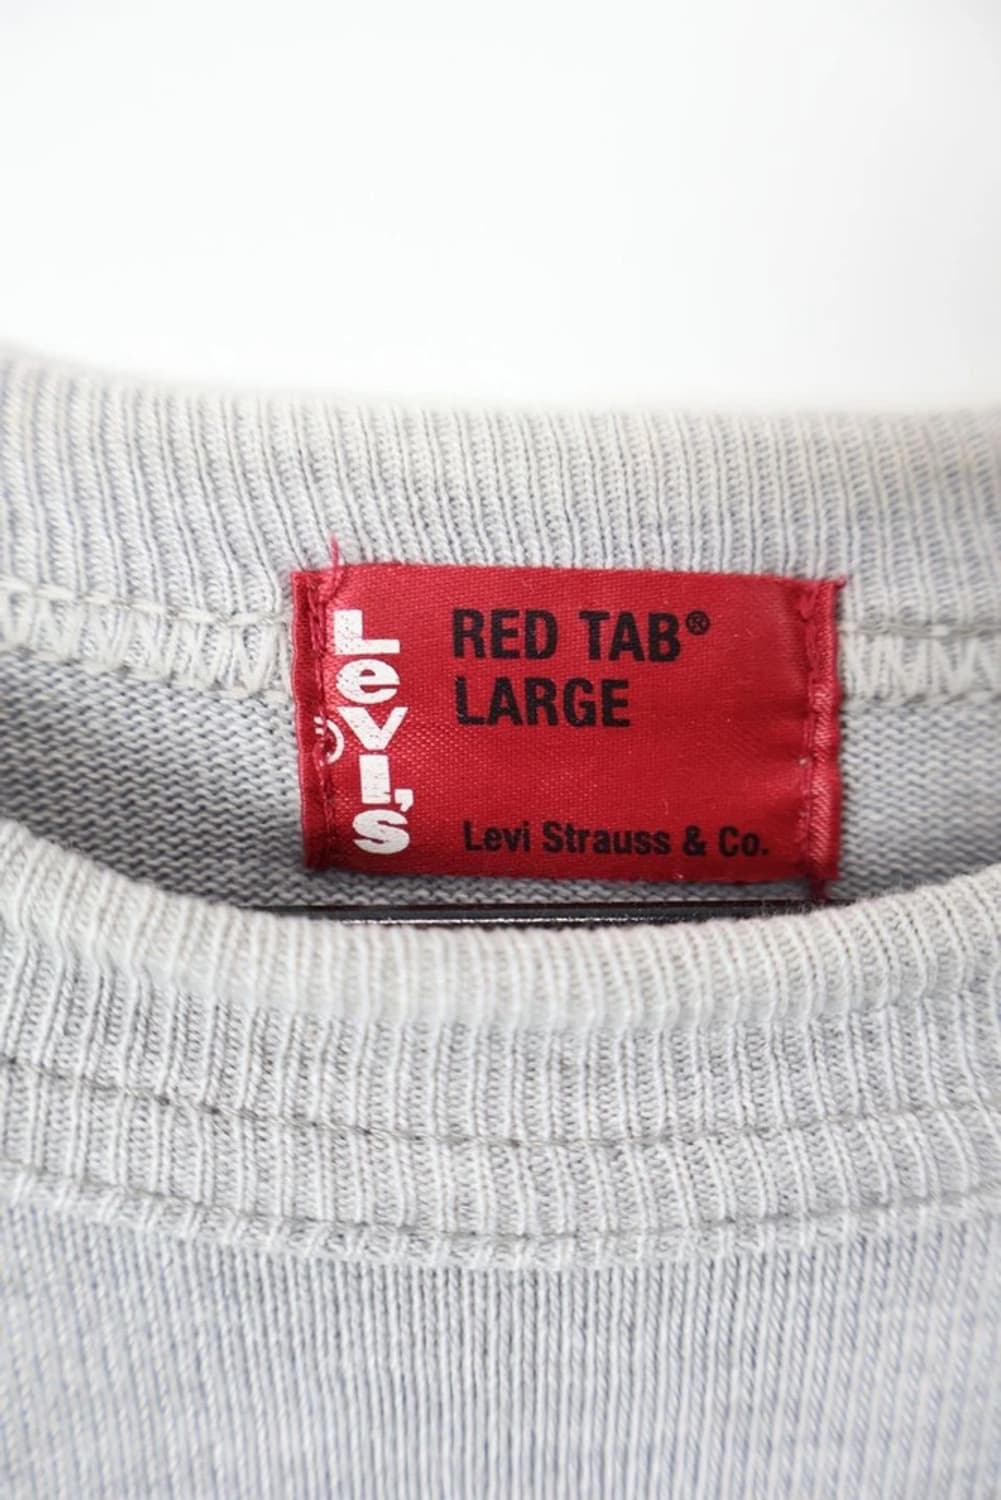 LeVI'S
RED TAB®
LARGE
Levi Strauss & Co.